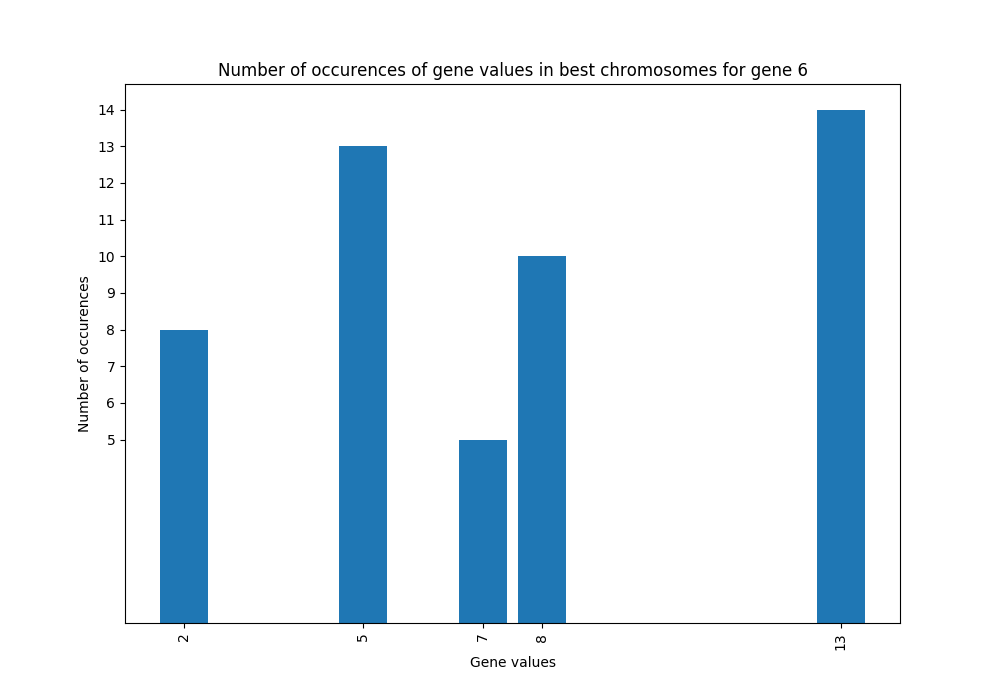 Number of occurences of gene values in best chromosomes for gene 6
14
13
12
11
10
9
8
7
6
5
Number of occurences
2 5 7 8 13
Gene values